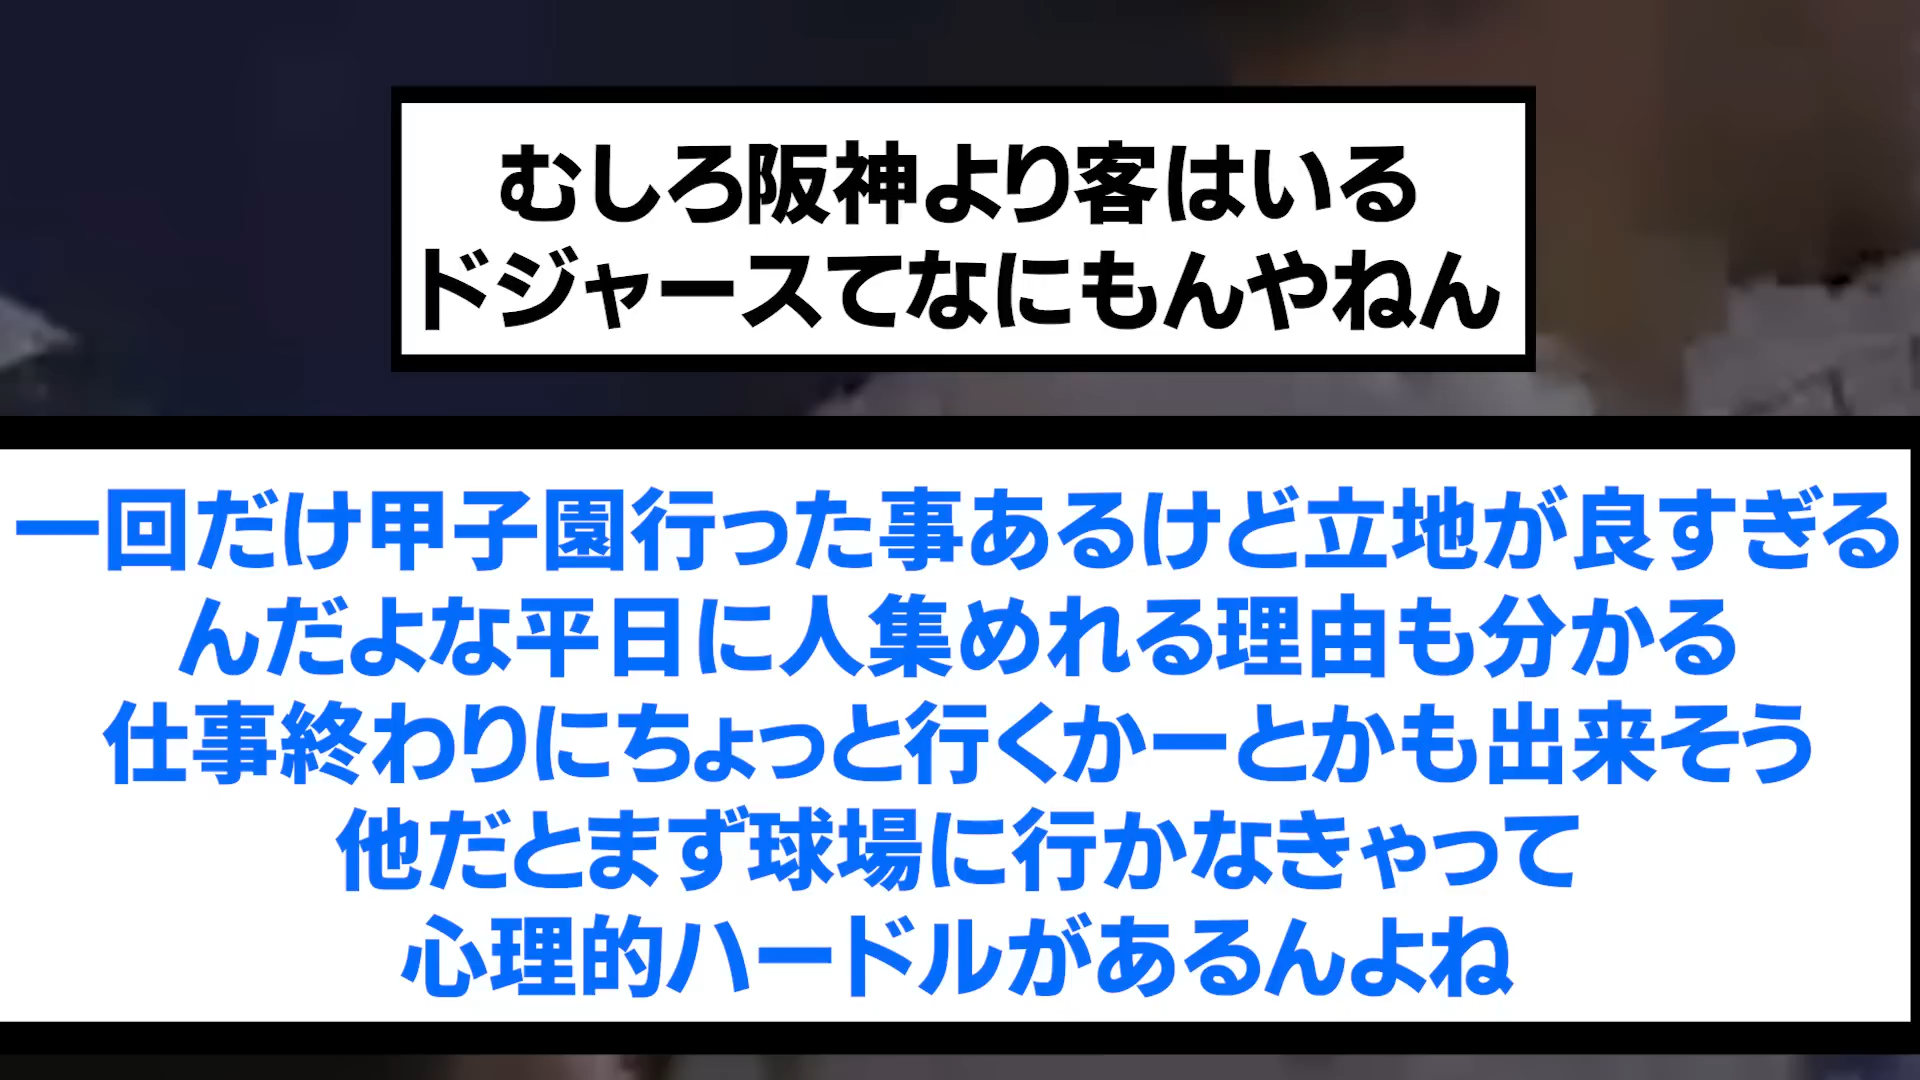 むしろ阪神より客はいる
ドジャースてなにもんやねん
一回だけ甲子園行った事あるけど立地が良すぎる
んだよな平日に人集めれる理由も分かる
仕事終わりにちょっと行くかーとかも出来そう
他だとまず球場に行かなきゃって
心理的ハードルがあるんよね